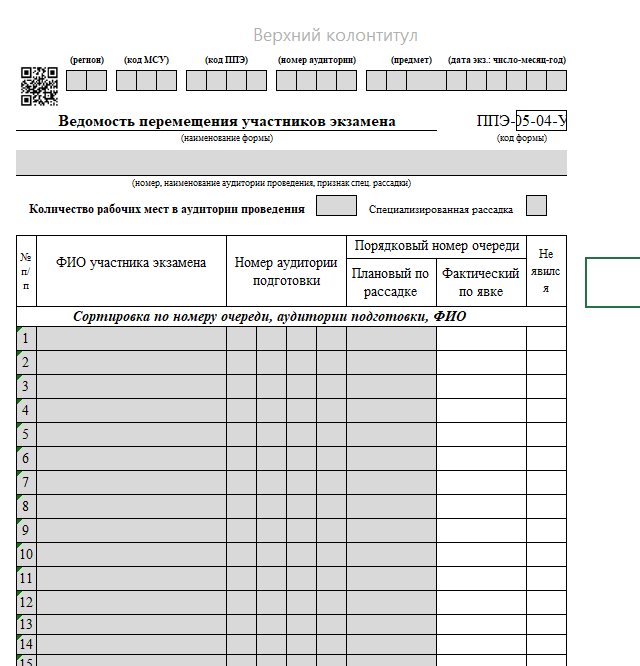 Верхний колонтитул
(регион) (код МСУ) (код ППЭ) (номер аудитории) (предмет) (дата экз.: число-месяц-год)
Ведомость перемещения участников экзамена ППЭ-05-04-У
(наименование формы) (код формы)
(номер, наименование аудитории проведения, признак спец. рассадки)
Количество рабочих мест в аудитории проведения Специализированная рассадка
№ п/п ФИО участника экзамена Номер аудитории подготовки Порядковый номер очереди Не явился
Плановый по рассадке Фактический по явке
Сортировка по номеру очереди, аудитории подготовки, ФИО
1
2
3
4
5
6
7
8
9
10
11
12
13
14
15